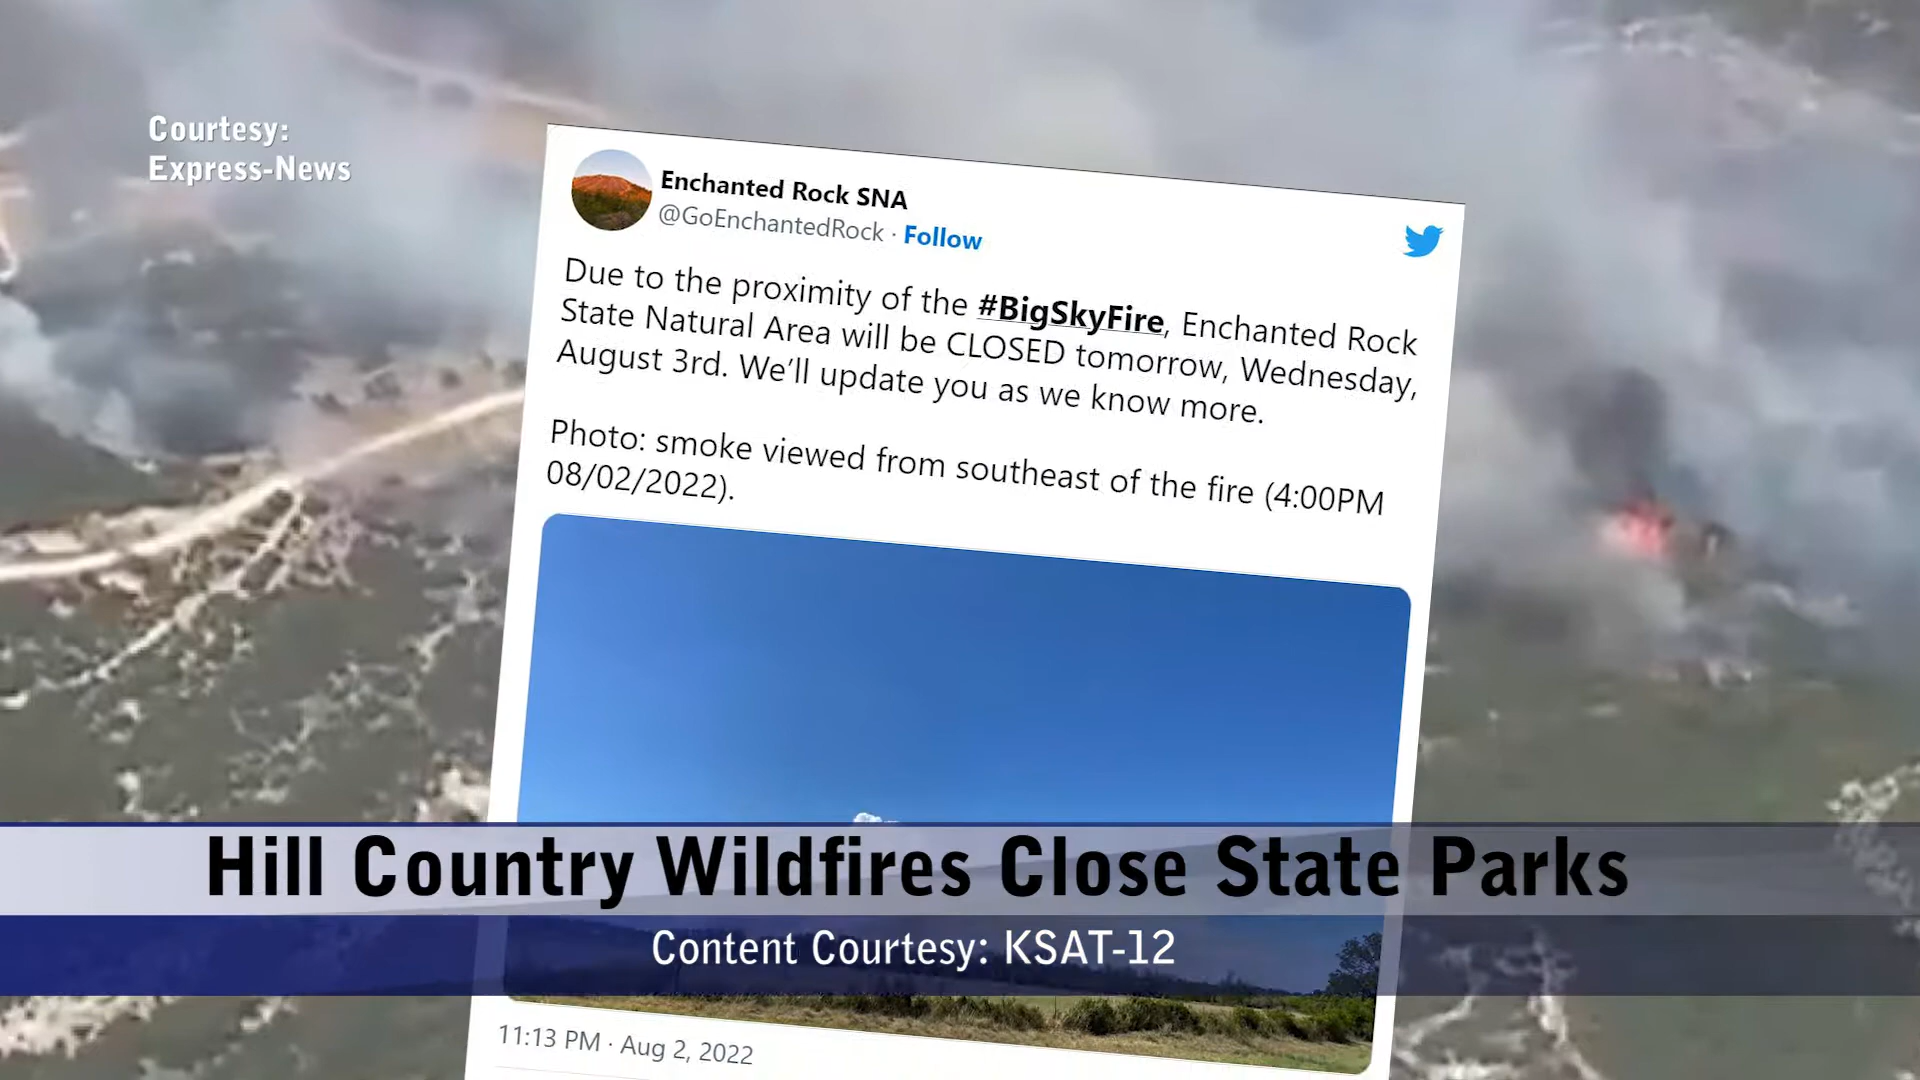 Courtesy:
Express-News
Enchanted Rock SNA
@GoEnchantedRock · Follow
Due to the proximity of the #BigSkyFire, Enchanted Rock
State Natural Area will be CLOSED tomorrow, Wednesday,
August 3rd. We’ll update you as we know more.
Photo: smoke viewed from southeast of the fire (4:00PM
08/02/2022).
Hill Country Wildfires Close State Parks
Content Courtesy: KSAT-12
11:13 PM · Aug 2, 2022